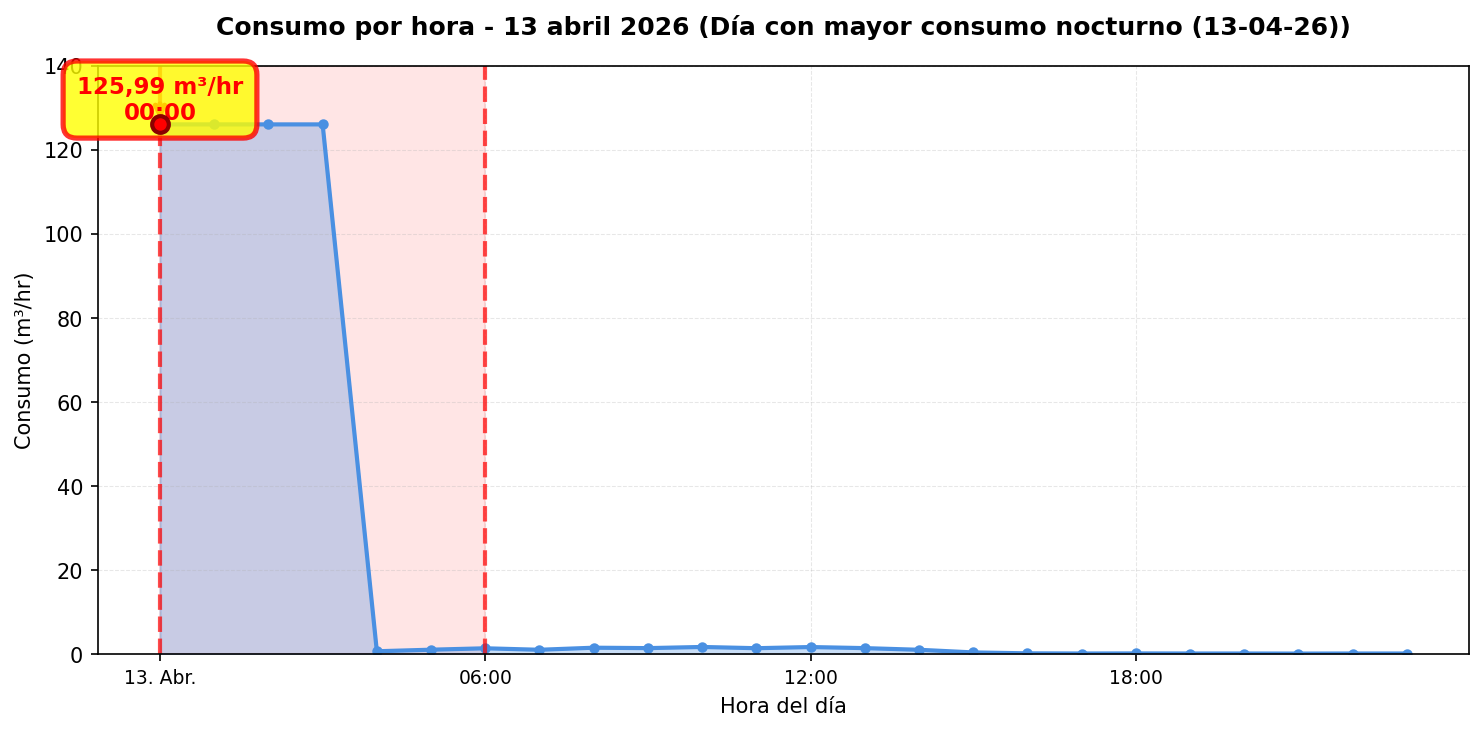 Consumo por hora - 13 abril 2026 (Día con mayor consumo nocturno (13-04-26))
140
125,99 m³/hr
00:00
120
100
80
60
40
20
0
Consumo (m³/hr)
13. Abr.
06:00
12:00
18:00
Hora del día